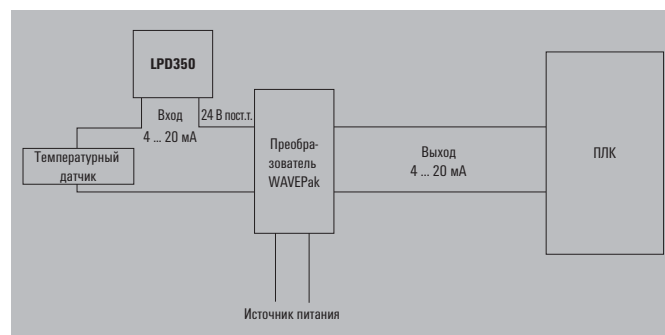 LPD350
Вход
24 В пост.т.
4 ... 20 мА
Температурный
датчик
Преобра-
зователь
WAVEPak
Выход
4 ... 20 мА
ПЛК
Источник питания